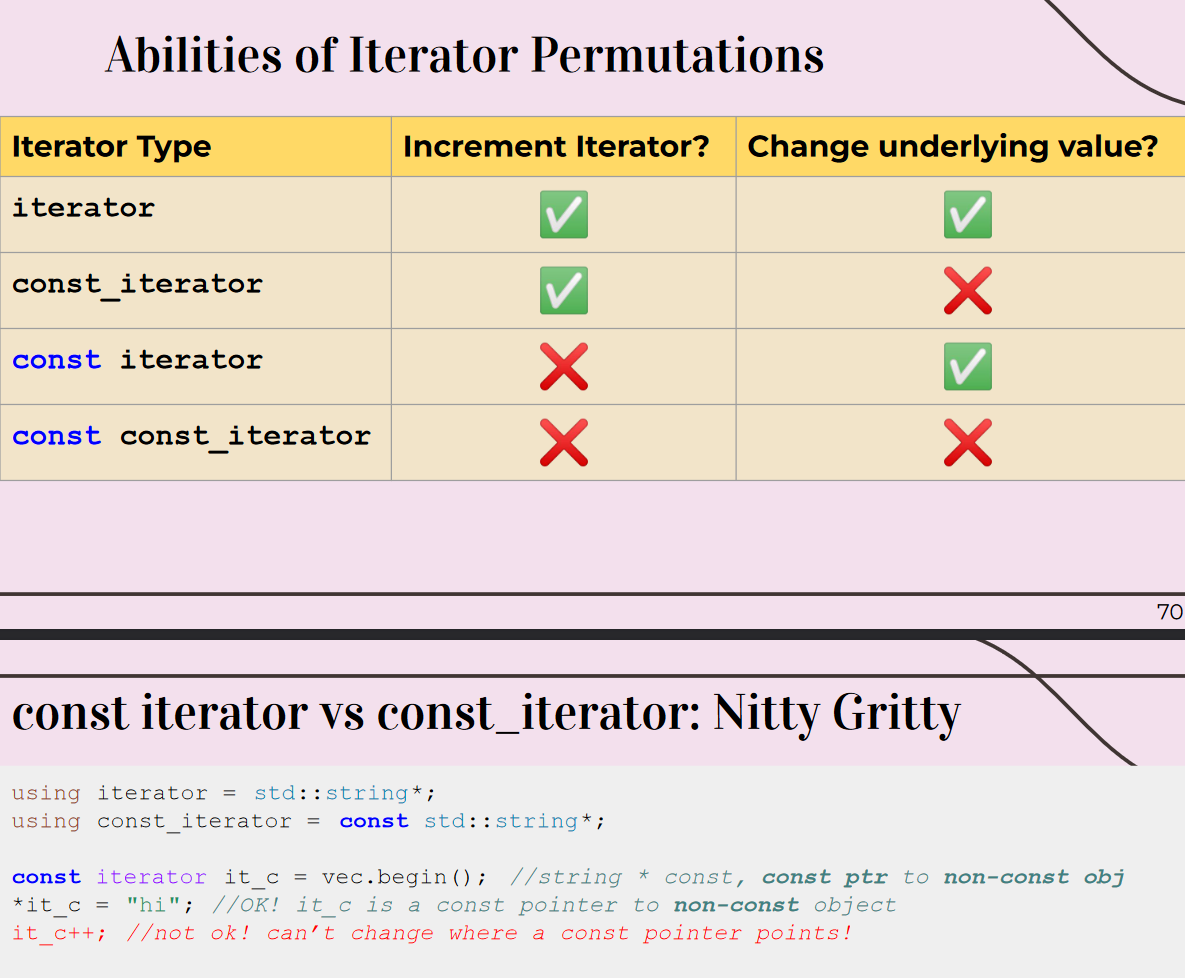 Abilities of Iterator Permutations
Iterator Type Increment Iterator? Change underlying value?
iterator ✅ ✅
const_iterator ✅ ❌
const iterator ❌ ✅
const const_iterator ❌ ❌
70
const iterator vs const_iterator: Nitty Gritty
using iterator = std::string*;
using const_iterator = const std::string*;
const iterator it_c = vec.begin(); //string * const, const ptr to non-const obj
*it_c = "hi"; //OK! it_c is a const pointer to non-const object
it_c++; //not ok! can’t change where a const pointer points!